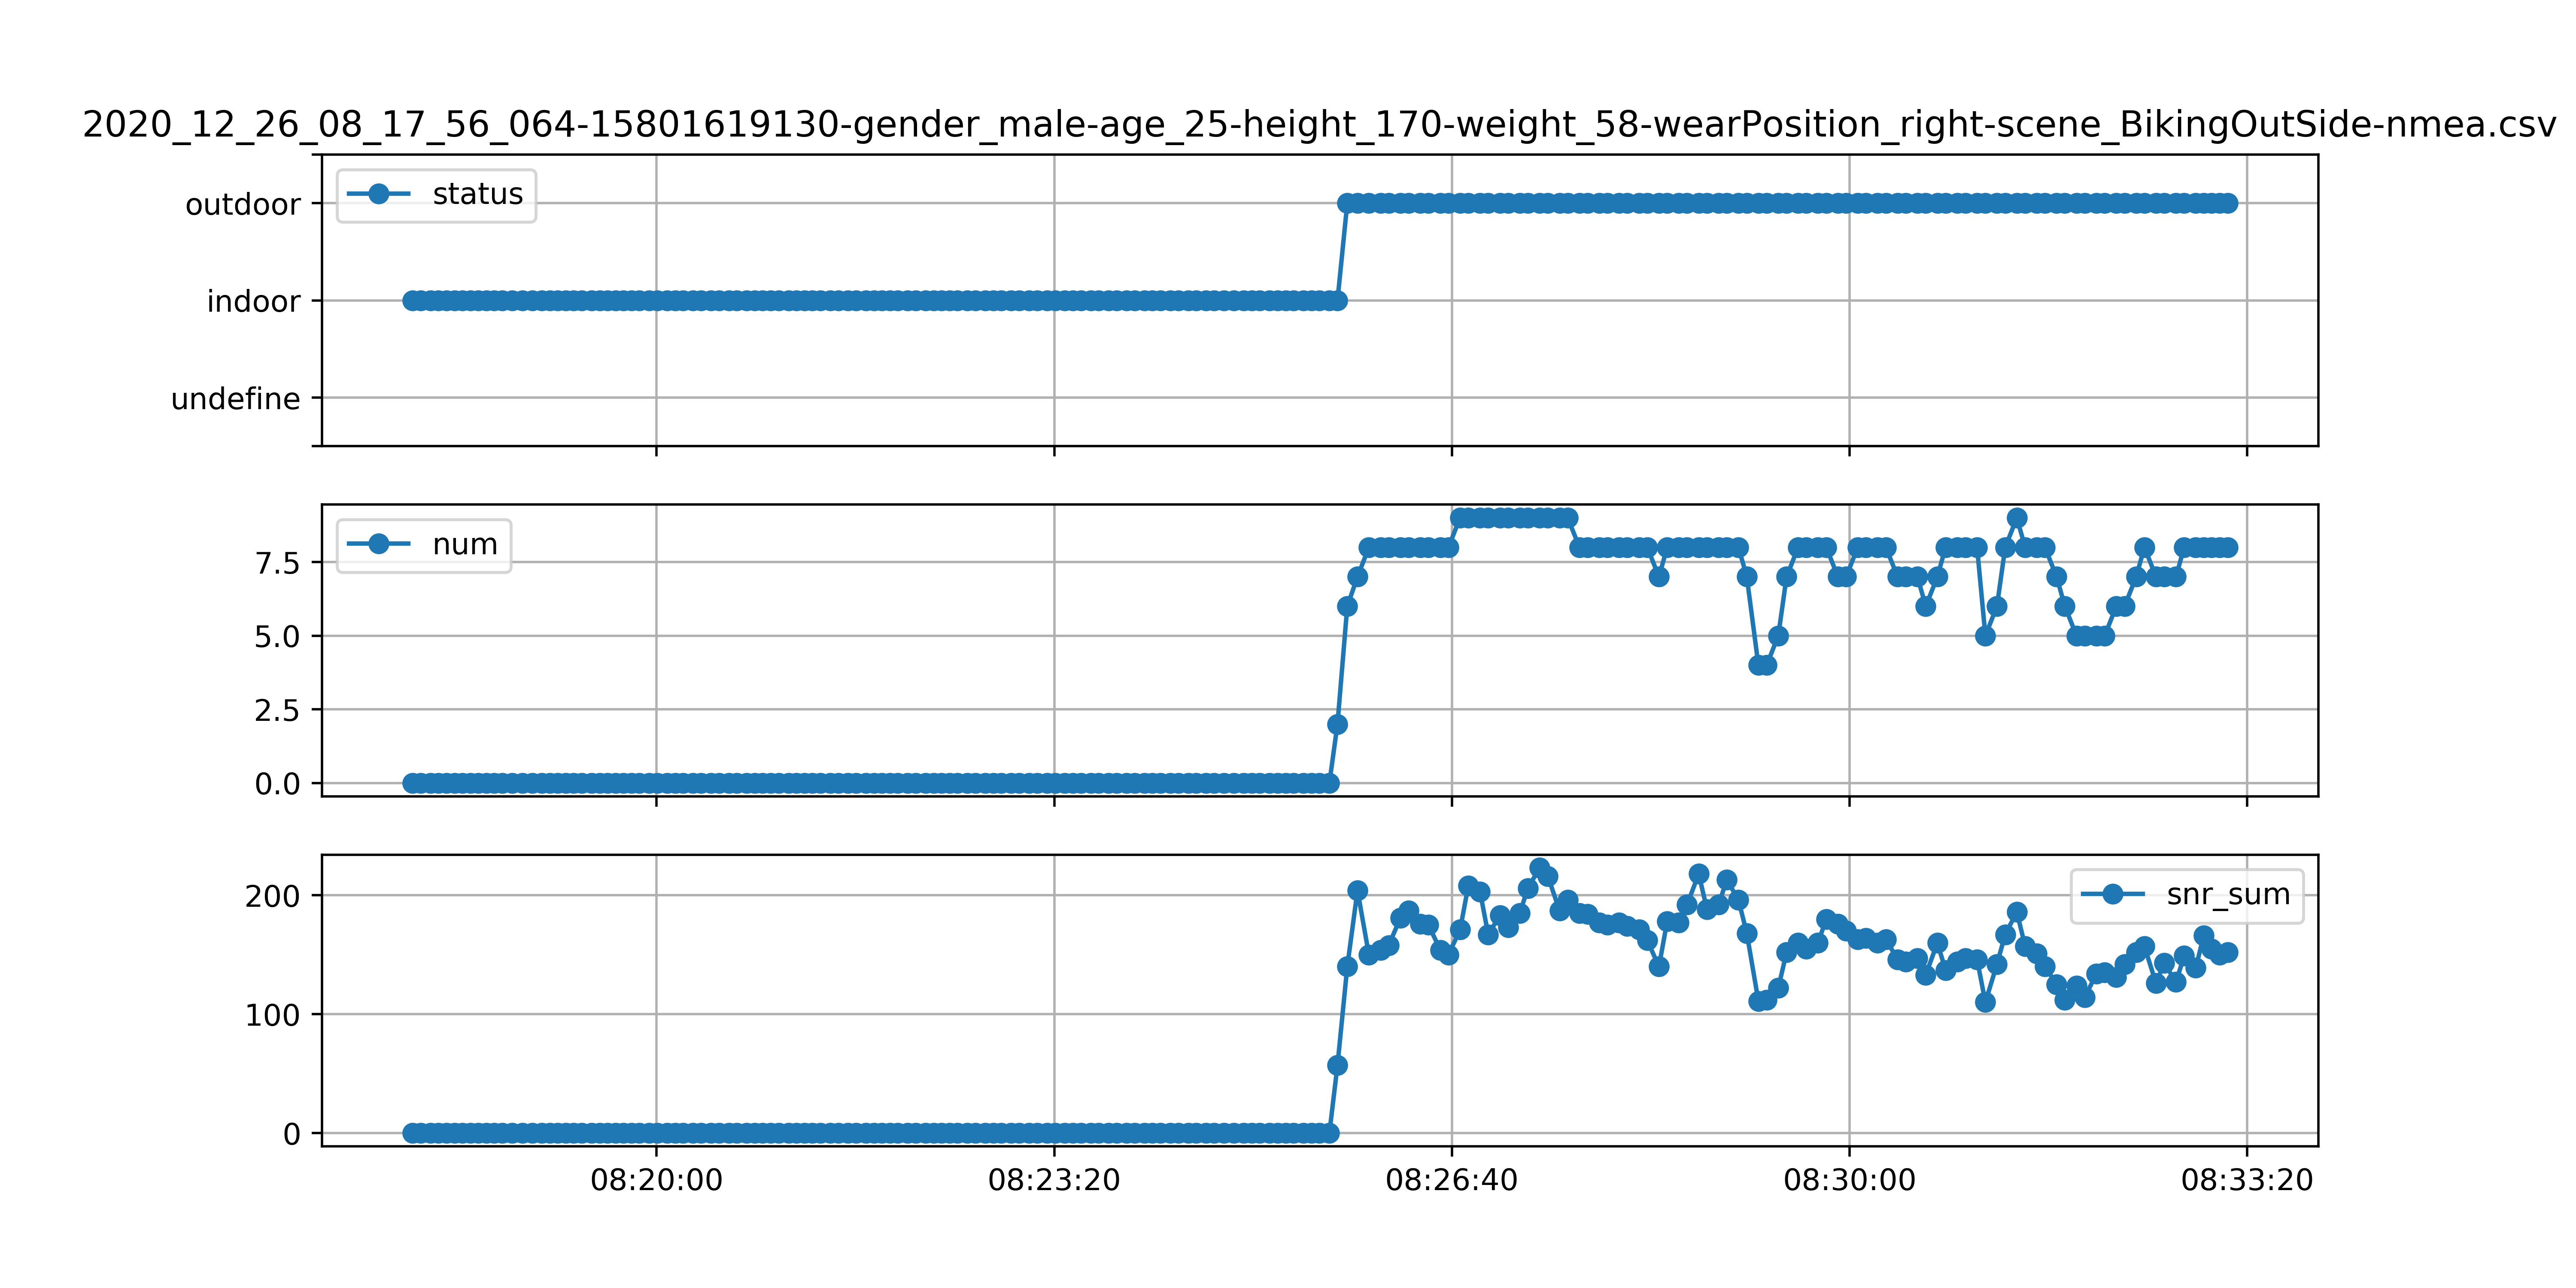 2020_12_26_08_17_56_064-15801619130-gender_male-age_25-height_170-weight_58-wearPosition_right-scene_BikingOutSide-nmea.csv
status
outdoor
indoor
undefine
num
7.5
5.0
2.5
0.0
snr_sum
200
100
0
08:20:00 08:23:20 08:26:40 08:30:00 08:33:20